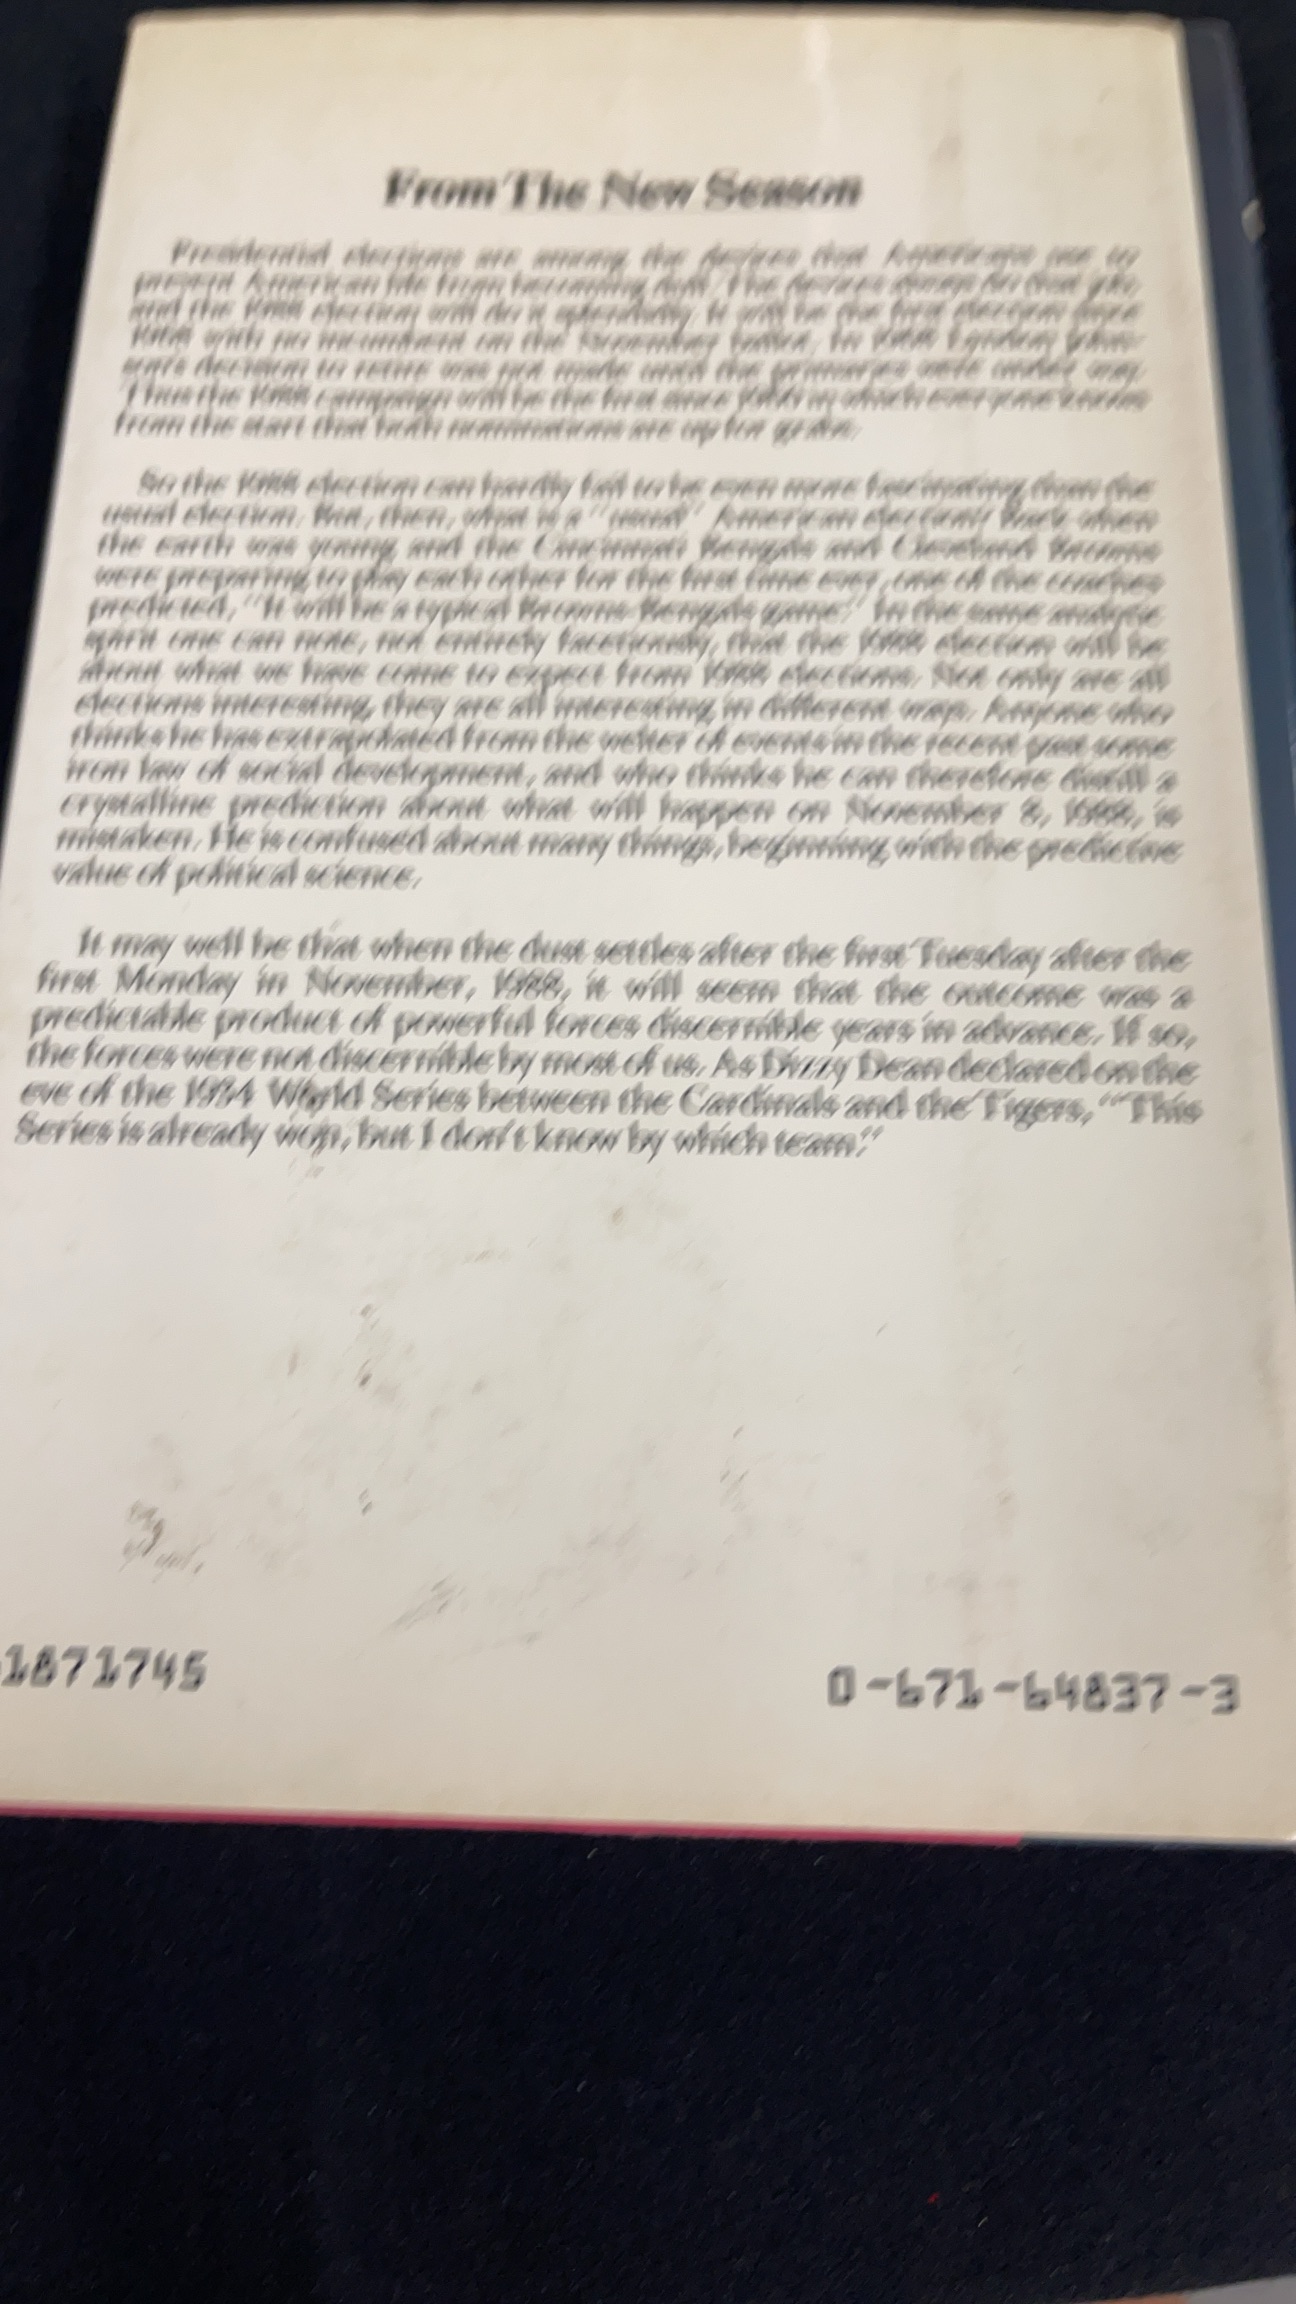 From The New Season
Presidential elections are among the devices that Americans use to
prevent American life from becoming dull. The devices always do that job,
and the 1988 election will do it splendidly. It will be the first election since
1968 with no incumbent on the November ballot. In 1968 Lyndon John-
son's decision to retire was not made until the primaries were under way.
Thus the 1988 campaign will be the first since in which everyone knows
from the start that both nominations are up for grabs.
So the 1988 election can hardly fail to be even more fascinating than the
usual election. But, then, what is a "usual" American election? Back when
the earth was young and the Cincinnati Bengals and Cleveland Browns
were preparing to play each other for the first time ever, one of the coaches
predicted, "It will be a typical Browns-Bengals game." In the same analytic
spirit one can note, not entirely facetiously, that the 1988 election will be
about what we have come to expect from 1988 elections. Not only are all
elections interesting, they are all interesting in different ways. Anyone who
thinks he has extrapolated from the welter of events in the recent past some
iron law of social development, and who thinks he can therefore distill a
crystalline prediction about what will happen on November 8, 1988, is
mistaken. He is confused about many things, beginning with the predictive
value of political science.
It may well be that when the dust settles after the first Tuesday after the
first Monday in November, 1988, it will seem that the outcome was a
predictable product of powerful forces discernible years in advance. If so,
the forces were not discernible by most of us. As Dizzy Dean declared on the
eve of the 1934 World Series between the Cardinals and the Tigers, "This
Series is already won, but I don't know by which team."
1871745
0-671-64837-3